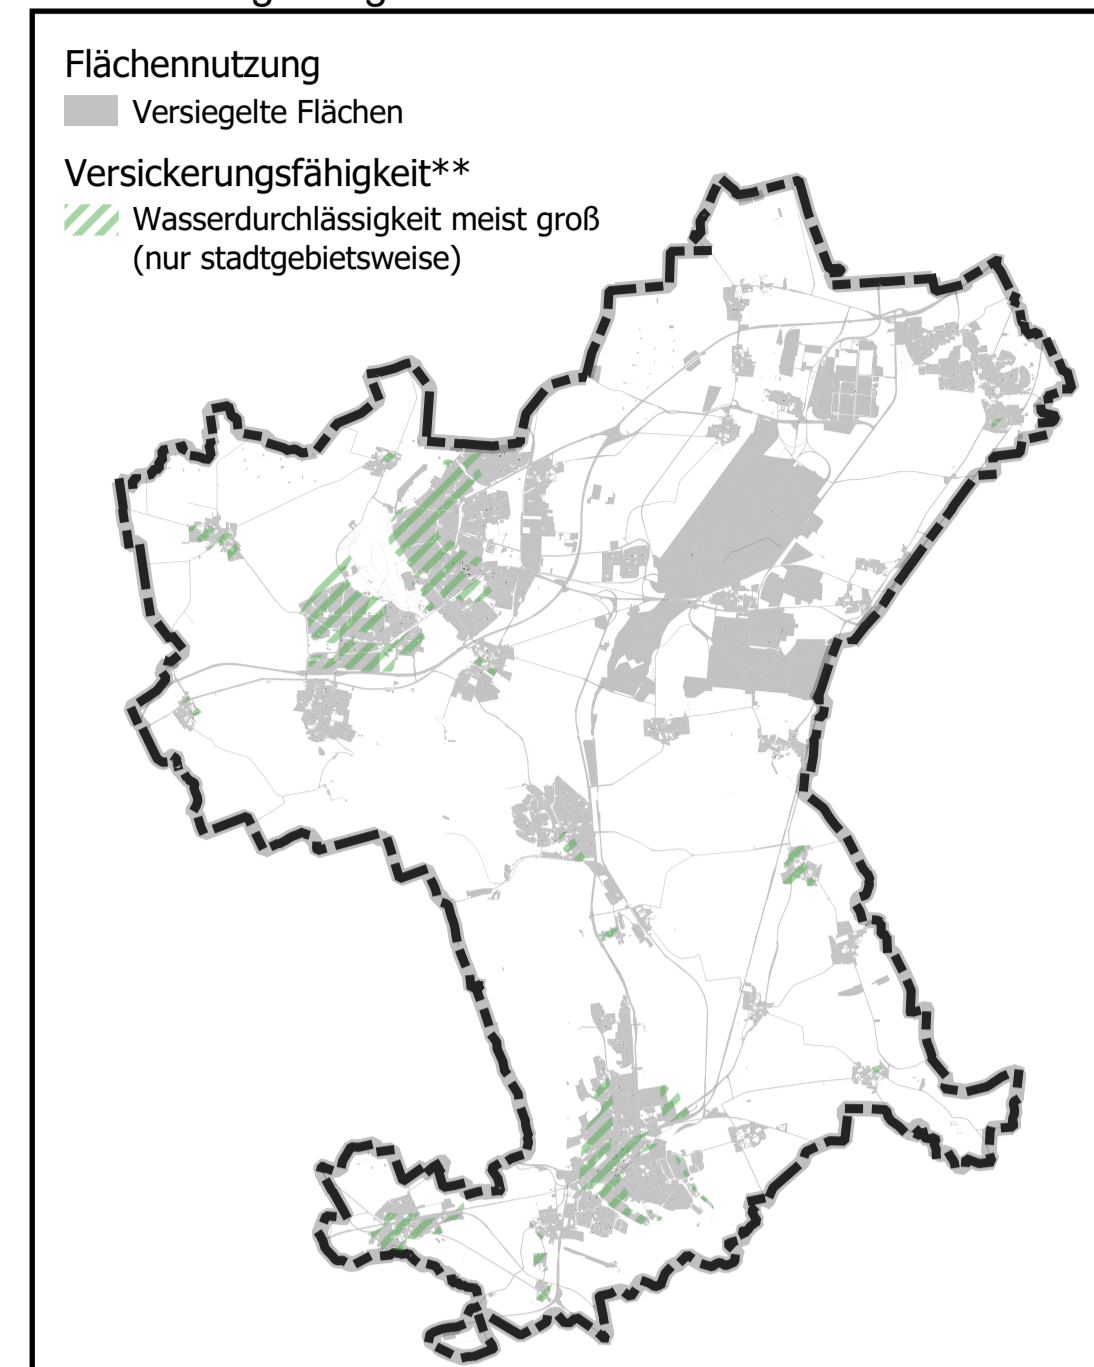 Flächennutzung
Versiegelte Flächen
Versickerungsfähigkeit**
Wasserdurchlässigkeit meist groß
(nur stadtgebietsweise)